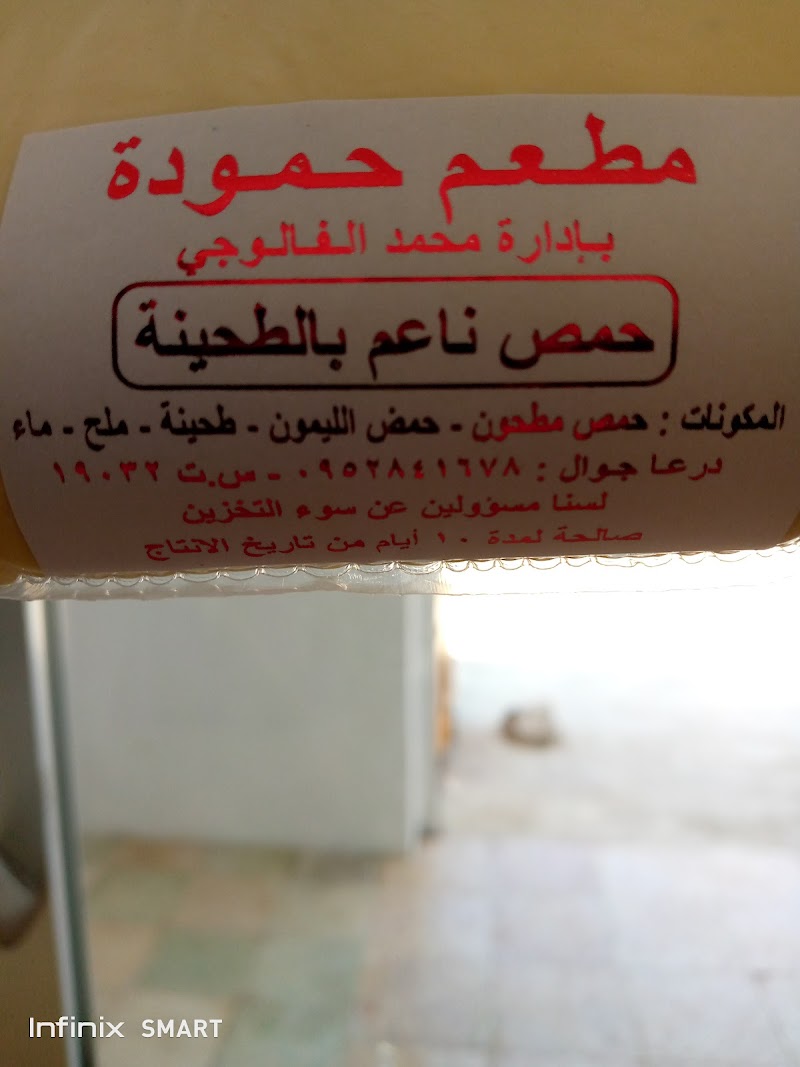 مطعم حمودة
بإدارة محمد الفالوجي
حمص ناعم بالطحينة
المكونات : حمص مطحون - حمض الليمون - طحينة - ملح - ماء
درعا جوال : ٠٩٥٢٨٤١٦٧٨ - س.ت ١٩٠٣٢
لسنا مسؤولين عن سوء التخزين
صالحة لمدة ١٠ أيام من تاريخ الانتاج
Infinix SMART